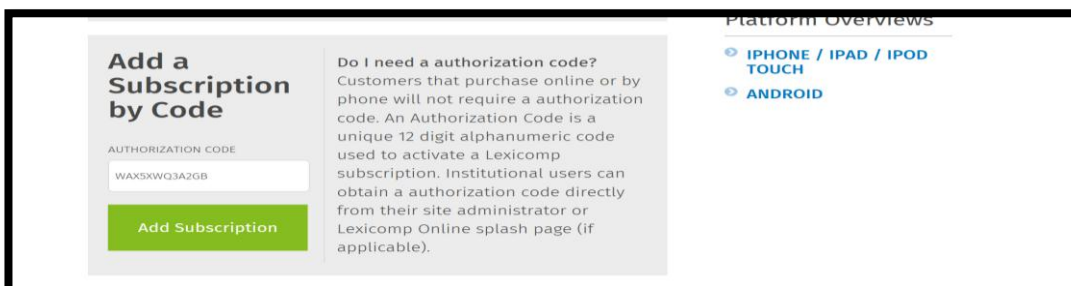 Platform Overviews
Add a
Subscription
by Code
AUTHORIZATION CODE
WAX5XWQ3A2GB
Add Subscription
Do I need a authorization code?
Customers that purchase online or by
phone will not require a authorization
code. An Authorization Code is a
unique 12 digit alphanumeric code
used to activate a Lexicomp
subscription. Institutional users can
obtain a authorization code directly
from their site administrator or
Lexicomp Online splash page (if
applicable).
IPHONE / IPAD / IPOD
TOUCH
ANDROID